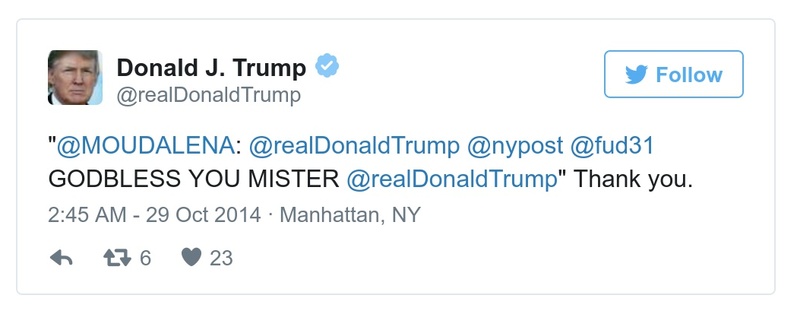 Donald J. Trump
@realDonaldTrump
Follow
"@MOUDALENA: @realDonaldTrump @nypost @fud31
GODBLESS YOU MISTER @realDonaldTrump" Thank you.
2:45 AM - 29 Oct 2014 · Manhattan, NY
6 23